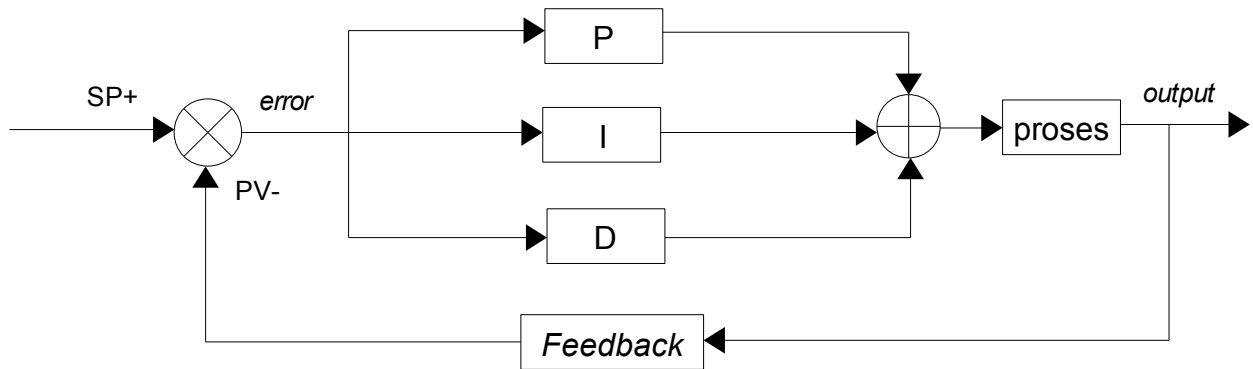 P
SP+
error
output
I
proses
PV-
D
Feedback